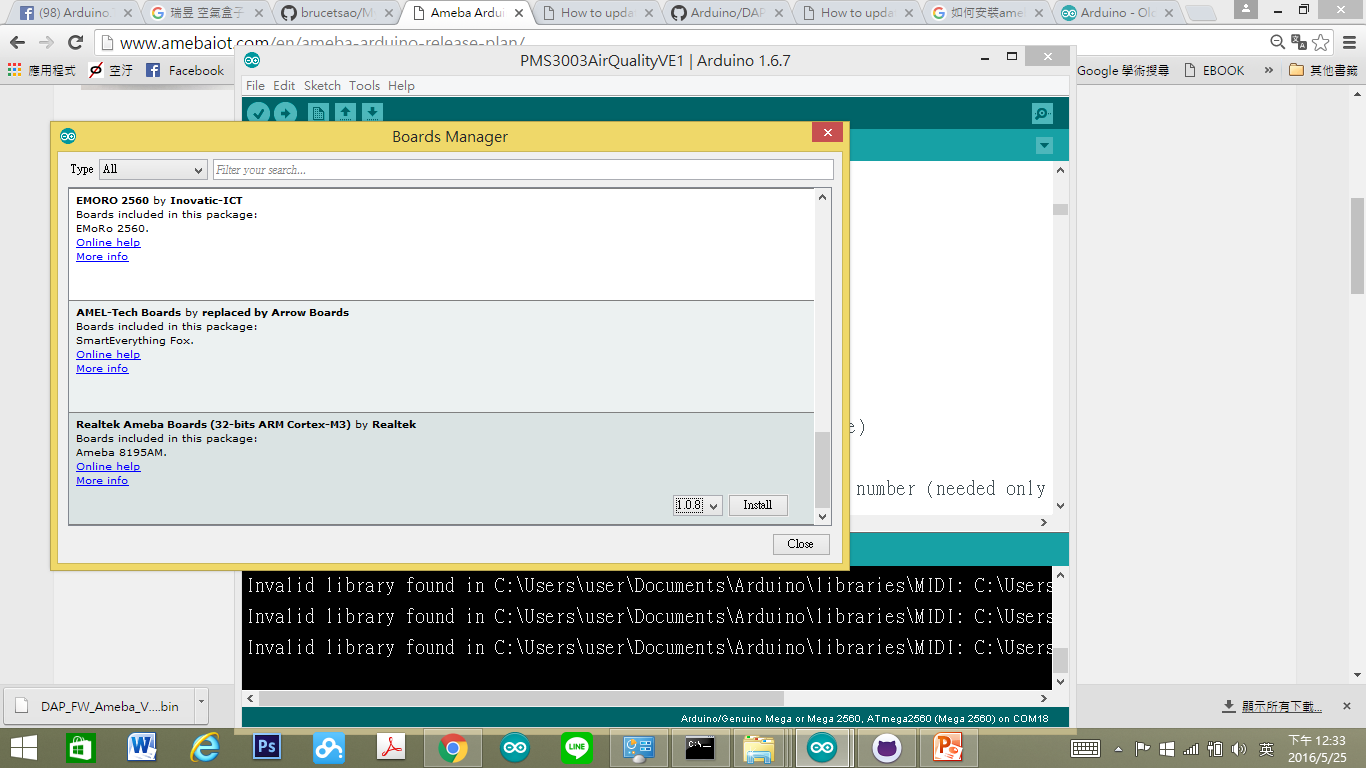 (98) Arduino.
瑞昱 空氣盒子
brucetsao/M
Ameba Ardu
How to upda
Arduino/DAP
How to upda
如何安裝ame
Arduino - Ol
www.amebaiot.com/en/ameba-arduino-release-plan/
應用程式
空汙
Facebook
Google 學術搜尋
EBOOK
»
其他書籤
PMS3003AirQualityVE1 | Arduino 1.6.7
File Edit Sketch Tools Help
Boards Manager
Type All Filter your search...
EMORO 2560 by Inovatic-ICT
Boards included in this package:
EMoRo 2560.
Online help
More info
AMEL-Tech Boards by replaced by Arrow Boards
Boards included in this package:
SmartEverything Fox.
Online help
More info
Realtek Ameba Boards (32-bits ARM Cortex-M3) by Realtek
Boards included in this package:
Ameba 8195AM.
Online help
More info
1.0.8 Install
Close
e)
number (needed only
Invalid library found in C:\Users\user\Documents\Arduino\libraries\MIDI: C:\Users
Invalid library found in C:\Users\user\Documents\Arduino\libraries\MIDI: C:\Users
Invalid library found in C:\Users\user\Documents\Arduino\libraries\MIDI: C:\Users
DAP_FW_Ameba_V....bin
顯示所有下載...
Arduino/Genuino Mega or Mega 2560, ATmega2560 (Mega 2560) on COM18
英
下午 12:33
2016/5/25